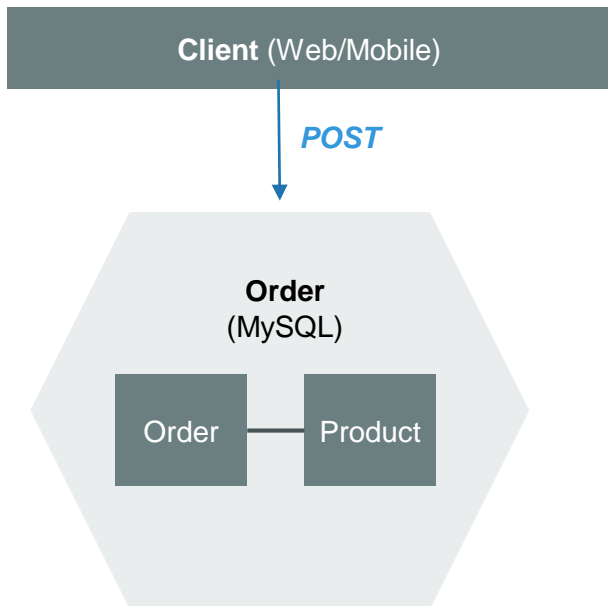 Client (Web/Mobile)
POST
Order
(MySQL)
Order
Product